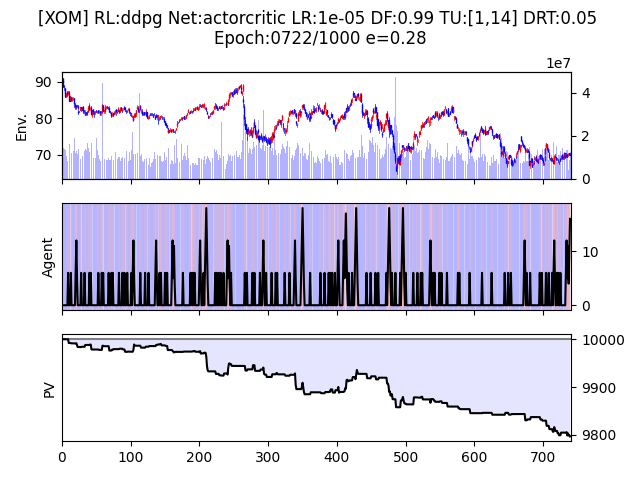 [XOM] RL:ddpg Net:actorcritic LR:1e-05 DF:0.99 TU:[1,14] DRT:0.05
Epoch:0722/1000 e=0.28
1e7
90
80
70
Env.
4
2
0
Agent
10
0
PV
10000
9900
9800
0 100 200 300 400 500 600 700